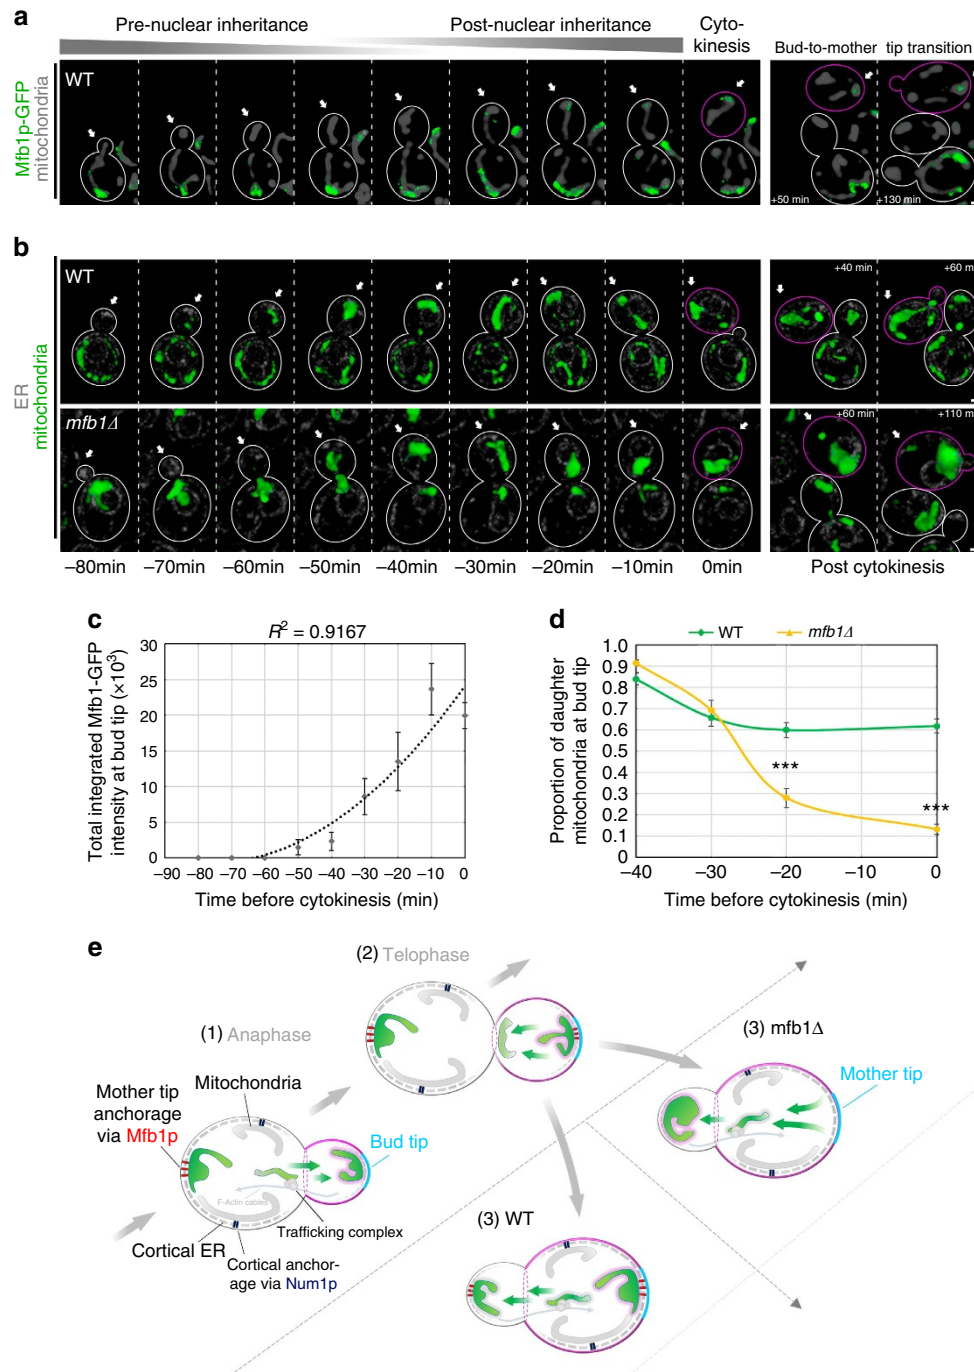 a
Pre-nuclear inheritance
Post-nuclear inheritance
Cyto-
kinesis
Bud-to-mother tip transition
Mfb1p-GFP
mitochondria
WT
+50 min
+130 min
b
ER
mitochondria
WT
+40 min
+60 m
mfb1Δ
+60 min
+110 m
–80min –70min –60min –50min –40min –30min –20min –10min 0min Post cytokinesis
c
R² = 0.9167
Total integrated Mfb1-GFP
intensity at bud tip (×10³)
30
25
20
15
10
5
0
–90 –80 –70 –60 –50 –40 –30 –20 –10 0
Time before cytokinesis (min)
d
WT mfb1Δ
Proportion of daughter
mitochondria at bud tip
1.0
0.9
0.8
0.7
0.6
0.5
0.4
0.3
0.2
0.1
0
***
***
–40 –30 –20 –10 0
Time before cytokinesis (min)
e
(2) Telophase
(1) Anaphase
(3) mfb1Δ
Mother tip
Mother tip
anchorage
via Mfb1p
Mitochondria
Bud tip
F-Actin cables
Trafficking complex
Cortical ER
Cortical anchor-
age via Num1p
(3) WT